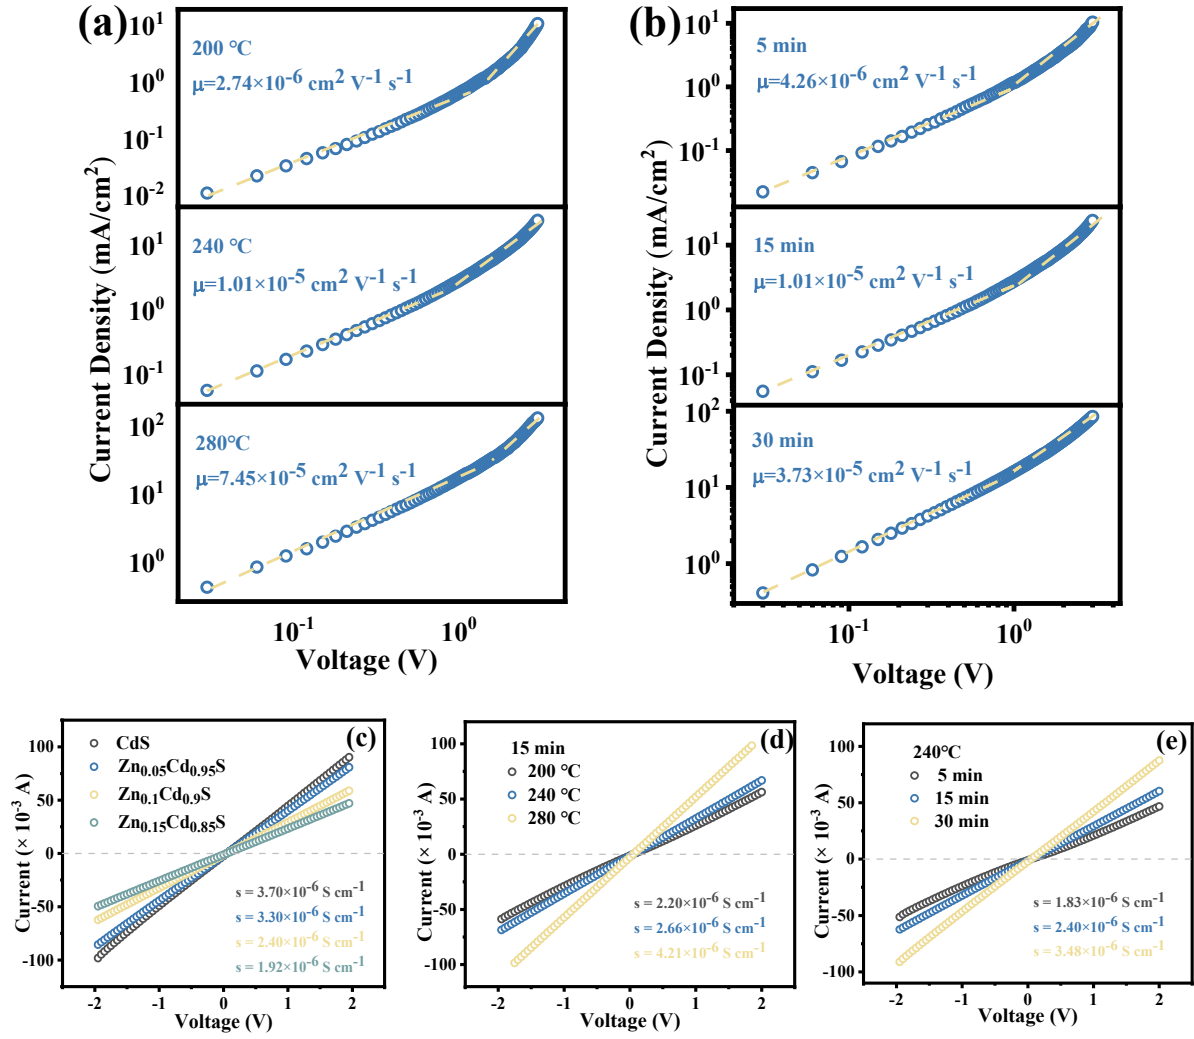 (a)
Current Density (mA/cm²)
10¹
10⁰
10⁻¹
10⁻²
200 ℃
μ=2.74×10⁻⁶ cm² V⁻¹ s⁻¹
10¹
10⁰
10⁻¹
240 ℃
μ=1.01×10⁻⁵ cm² V⁻¹ s⁻¹
10²
10¹
10⁰
280℃
μ=7.45×10⁻⁵ cm² V⁻¹ s⁻¹
10⁻¹
10⁰
Voltage (V)
(b)
Current Density (mA/cm²)
10¹
10⁰
10⁻¹
5 min
μ=4.26×10⁻⁶ cm² V⁻¹ s⁻¹
10¹
10⁰
10⁻¹
15 min
μ=1.01×10⁻⁵ cm² V⁻¹ s⁻¹
10²
10¹
10⁰
30 min
μ=3.73×10⁻⁵ cm² V⁻¹ s⁻¹
10⁻¹
10⁰
Voltage (V)
(c)
Current (× 10⁻³ A)
100
50
0
-50
-100
CdS
Zn₀.₀₅Cd₀.₉₅S
Zn₀.₁Cd₀.₉S
Zn₀.₁₅Cd₀.₈₅S
s = 3.70×10⁻⁶ S cm⁻¹
s = 3.30×10⁻⁶ S cm⁻¹
s = 2.40×10⁻⁶ S cm⁻¹
s = 1.92×10⁻⁶ S cm⁻¹
-2 -1 0 1 2
Voltage (V)
(d)
Current (× 10⁻³ A)
100
50
0
-50
-100
15 min
200 ℃
240 ℃
280 ℃
s = 2.20×10⁻⁶ S cm⁻¹
s = 2.66×10⁻⁶ S cm⁻¹
s = 4.21×10⁻⁶ S cm⁻¹
-2 -1 0 1 2
Voltage (V)
(e)
Current (× 10⁻³ A)
100
50
0
-50
-100
240℃
5 min
15 min
30 min
s = 1.83×10⁻⁶ S cm⁻¹
s = 2.40×10⁻⁶ S cm⁻¹
s = 3.48×10⁻⁶ S cm⁻¹
-2 -1 0 1 2
Voltage (V)